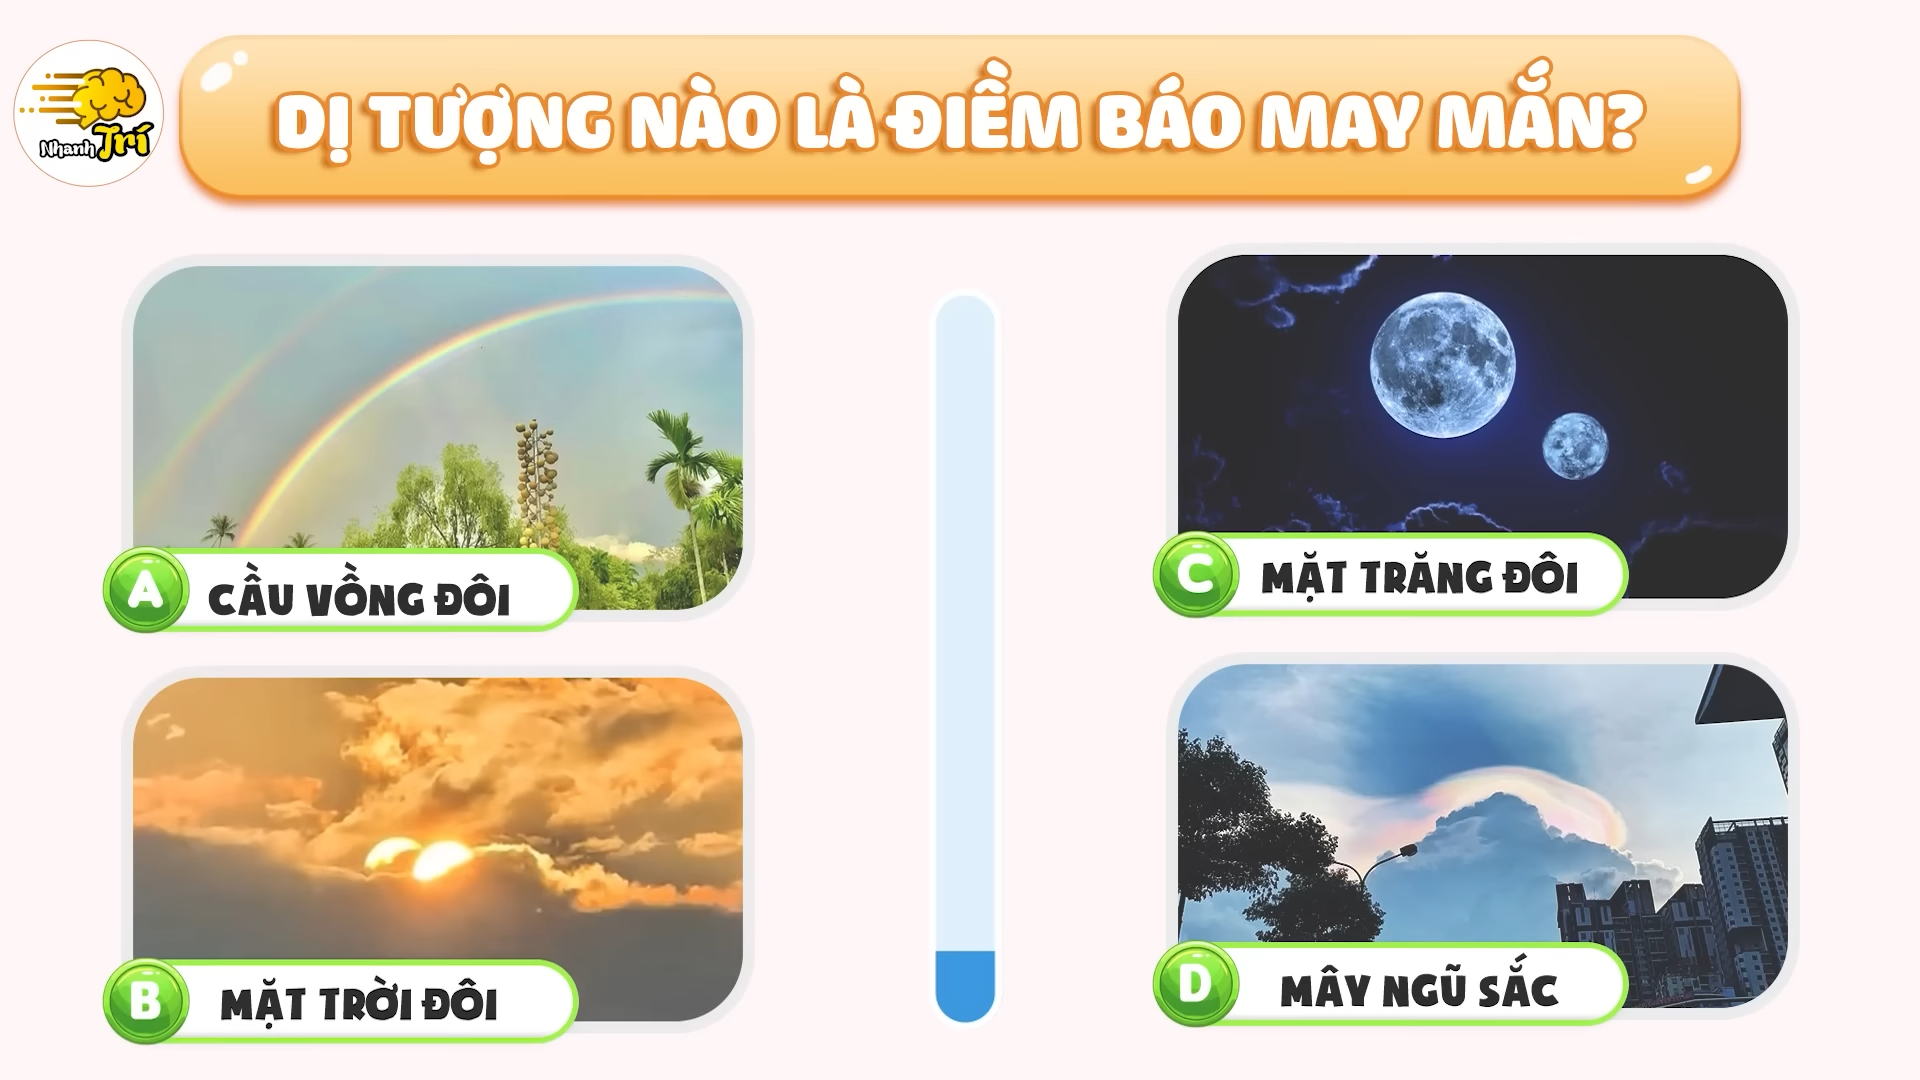 Nhanh Trí
DỊ TƯỢNG NÀO LÀ ĐIỀM BÁO MAY MẮN?
A CẦU VỒNG ĐÔI
B MẶT TRỜI ĐÔI
C MẶT TRĂNG ĐÔI
D MÂY NGŨ SẮC